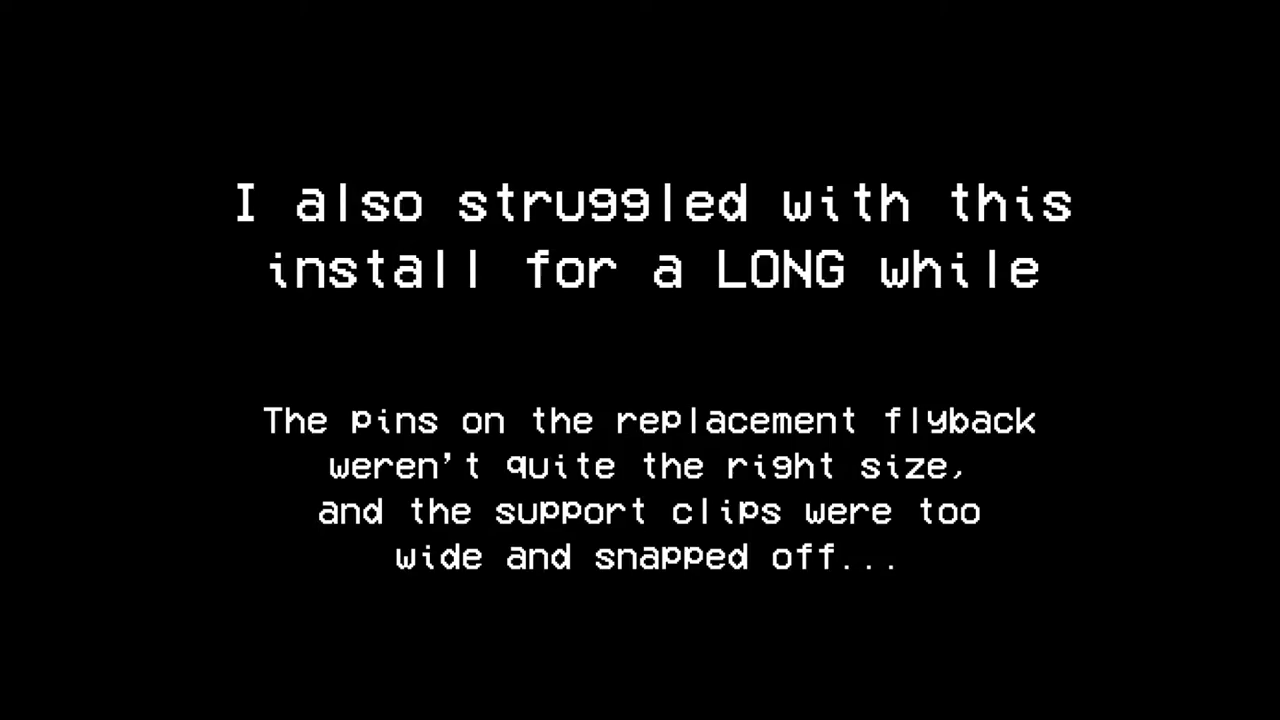 I also struggled with this
install for a LONG while
The pins on the replacement flyback
weren't quite the right size,
and the support clips were too
wide and snapped off...